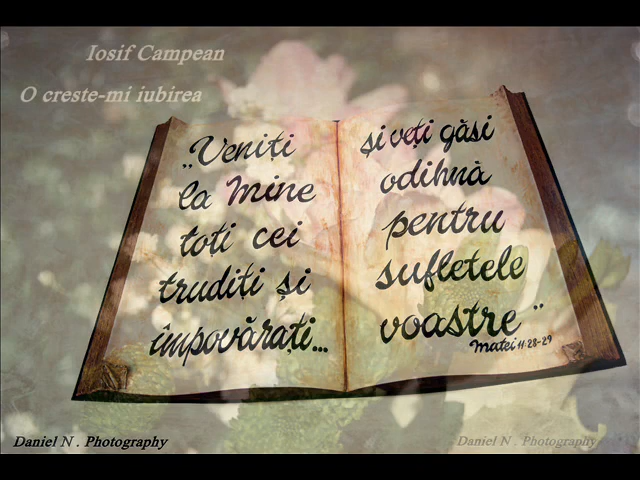 Iosif Campean
O creste-mi iubirea
„Veniți
la Mine
toți cei
trudiți și
împovărați...
și veți găsi
odihnă
pentru
sufletele
voastre”
Matei 11:28-29
Daniel N . Photography
Daniel N . Photography